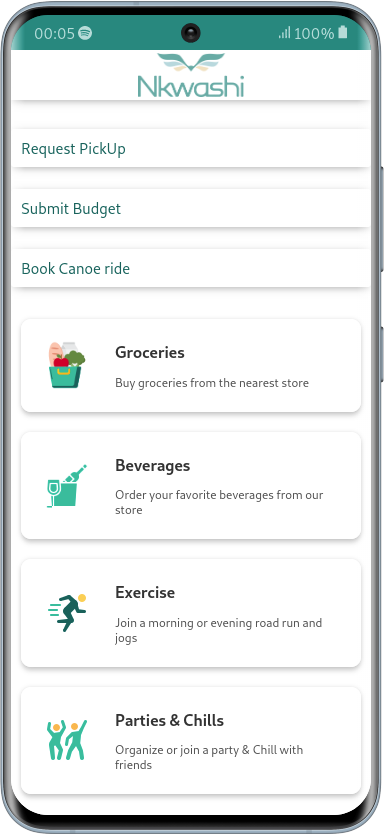 00:05
100%
Nkwashi
Request PickUp
Submit Budget
Book Canoe ride
Groceries
Buy groceries from the nearest store
Beverages
Order your favorite beverages from our
store
Exercise
Join a morning or evening road run and
jogs
Parties & Chills
Organize or join a party & Chill with
friends